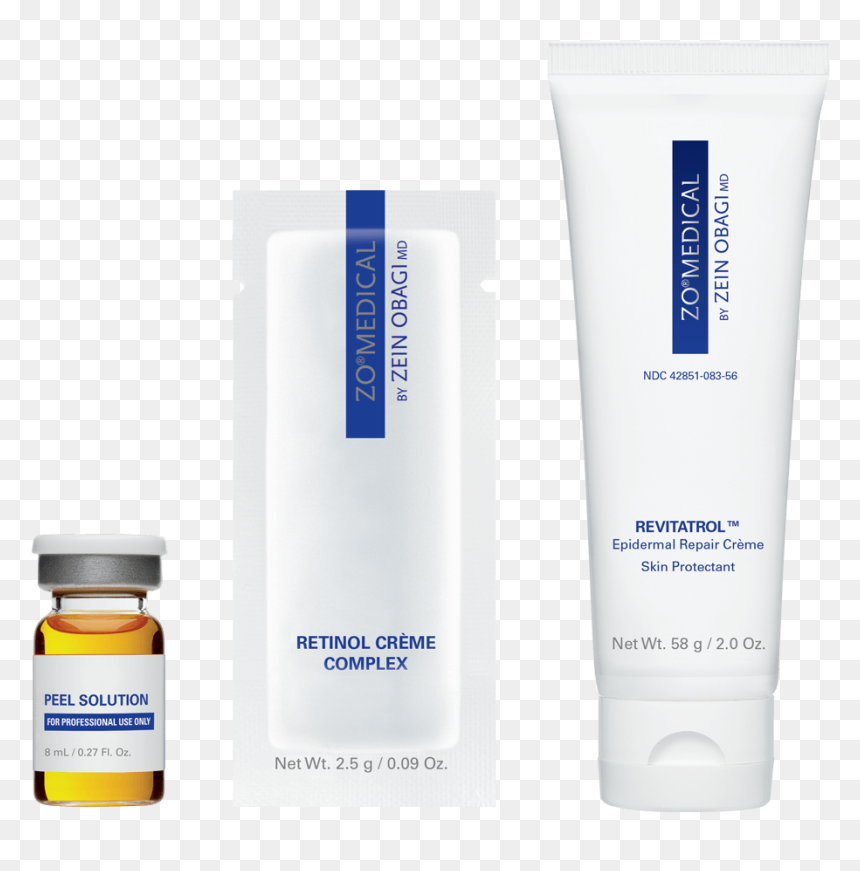 PEEL SOLUTION
FOR PROFESSIONAL USE ONLY
8 mL / 0.27 Fl. Oz.
ZO®MEDICAL
BY ZEIN OBAGI MD
RETINOL CRÈME
COMPLEX
Net Wt. 2.5 g / 0.09 Oz.
ZO®MEDICAL
BY ZEIN OBAGI MD
NDC 42851-083-56
REVITATROL™
Epidermal Repair Crème
Skin Protectant
Net Wt. 58 g / 2.0 Oz.